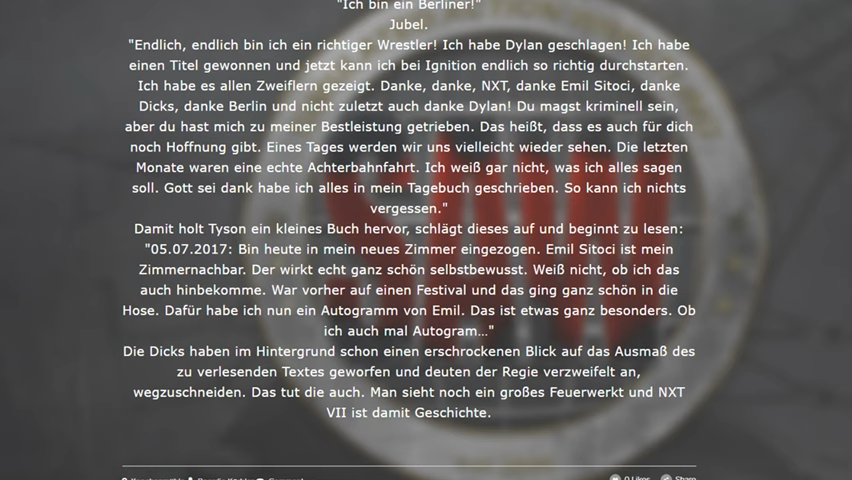 "Ich bin ein Berliner!"
Jubel.
"Endlich, endlich bin ich ein richtiger Wrestler! Ich habe Dylan geschlagen! Ich habe
einen Titel gewonnen und jetzt kann ich bei Ignition endlich so richtig durchstarten.
Ich habe es allen Zweiflern gezeigt. Danke, danke, NXT, danke Emil Sitoci, danke
Dicks, danke Berlin und nicht zuletzt auch danke Dylan! Du magst kriminell sein,
aber du hast mich zu meiner Bestleistung getrieben. Das heißt, dass es auch für dich
noch Hoffnung gibt. Eines Tages werden wir uns vielleicht wieder sehen. Die letzten
Monate waren eine echte Achterbahnfahrt. Ich weiß gar nicht, was ich alles sagen
soll. Gott sei dank habe ich alles in mein Tagebuch geschrieben. So kann ich nichts
vergessen."
Damit holt Tyson ein kleines Buch hervor, schlägt dieses auf und beginnt zu lesen:
"05.07.2017: Bin heute in mein neues Zimmer eingezogen. Emil Sitoci ist mein
Zimmernachbar. Der wirkt echt ganz schön selbstbewusst. Weiß nicht, ob ich das
auch hinbekomme. War vorher auf einen Festival und das ging ganz schön in die
Hose. Dafür habe ich nun ein Autogramm von Emil. Das ist etwas ganz besonders. Ob
ich auch mal Autogram…"
Die Dicks haben im Hintergrund schon einen erschrockenen Blick auf das Ausmaß des
zu verlesenden Textes geworfen und deuten der Regie verzweifelt an,
wegzuschneiden. Das tut die auch. Man sieht noch ein großes Feuerwerkt und NXT
VII ist damit Geschichte.
0 Likes Share